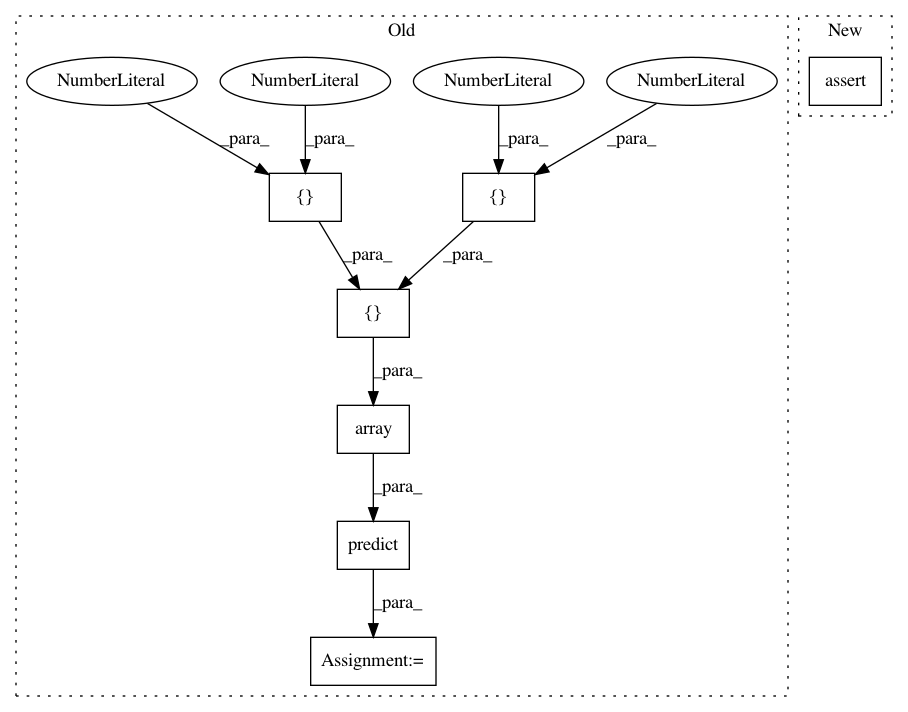 Old
New
NumberLiteral
NumberLiteral
NumberLiteral
NumberLiteral
assert
_para_
_para_
_para_
_para_
{}
{}
_para_
_para_
{}
_para_
array
_para_
predict
_para_
Assignment:=